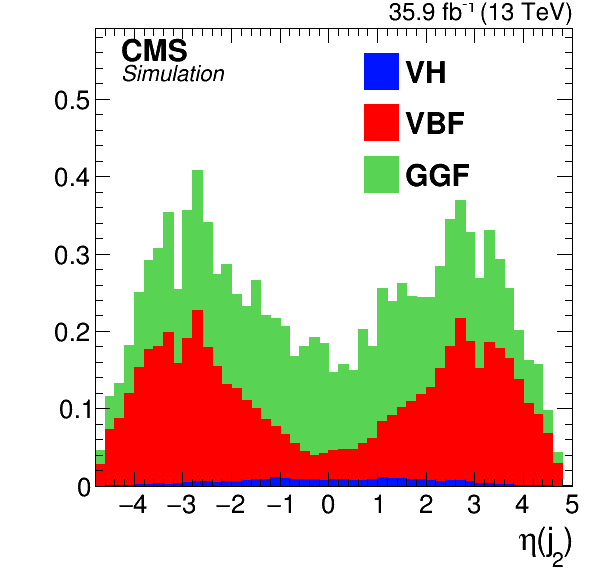 35.9 fb⁻¹ (13 TeV)
CMS
Simulation
VH
VBF
GGF
0.5
0.4
0.3
0.2
0.1
0
−4 −3 −2 −1 0 1 2 3 4 5
η(j₂)